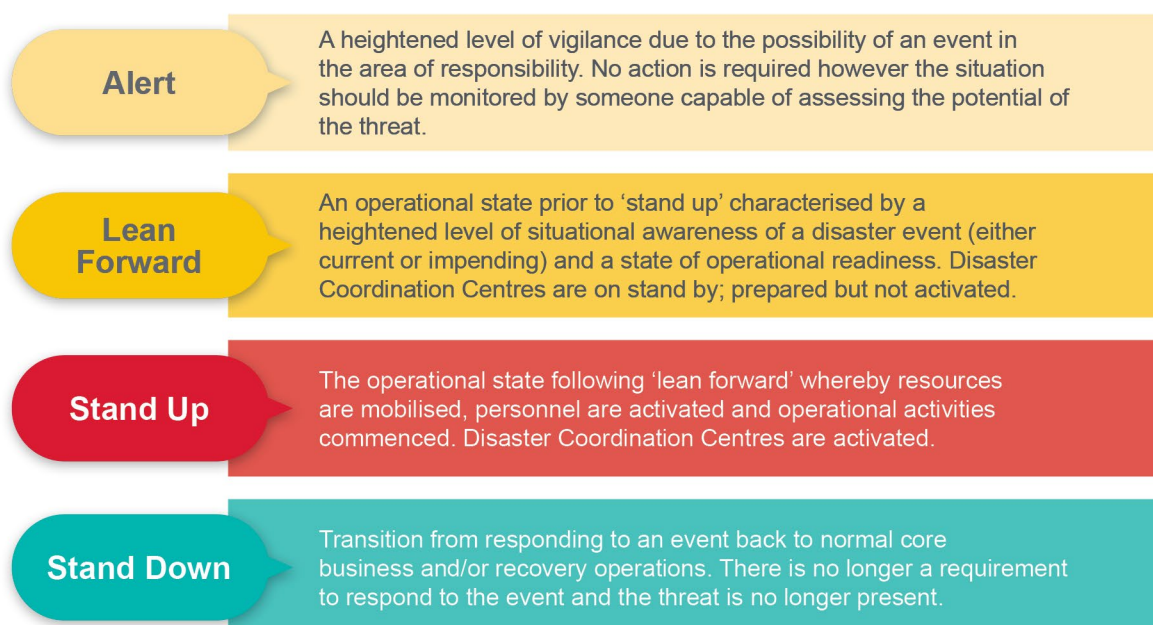 Alert
A heightened level of vigilance due to the possibility of an event in
the area of responsibility. No action is required however the situation
should be monitored by someone capable of assessing the potential of
the threat.
Lean
Forward
An operational state prior to ‘stand up’ characterised by a
heightened level of situational awareness of a disaster event (either
current or impending) and a state of operational readiness. Disaster
Coordination Centres are on stand by; prepared but not activated.
Stand Up
The operational state following ‘lean forward’ whereby resources
are mobilised, personnel are activated and operational activities
commenced. Disaster Coordination Centres are activated.
Stand Down
Transition from responding to an event back to normal core
business and/or recovery operations. There is no longer a requirement
to respond to the event and the threat is no longer present.